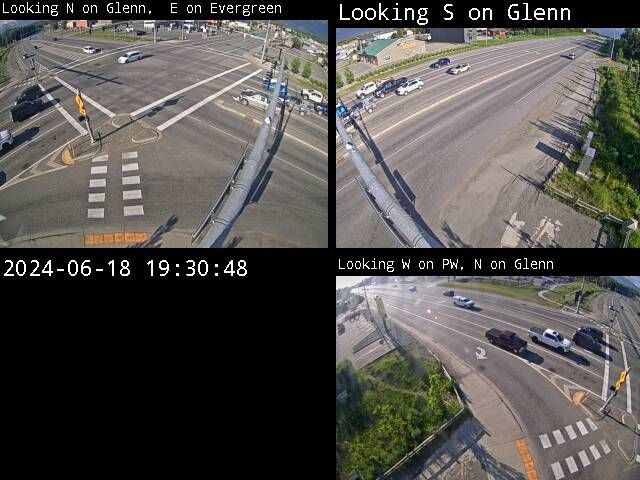 Looking N on Glenn,  E on Evergreen
Looking S on Glenn
2024-06-18 19:30:48
Looking W on PW, N on Glenn